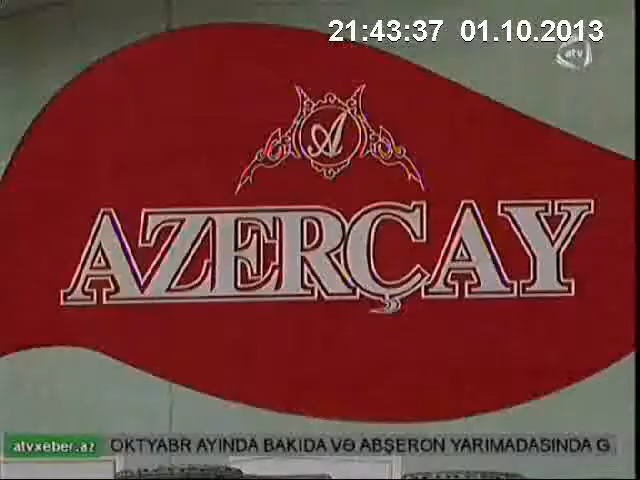 21:43:37 01.10.2013
atv
A
AZERÇAY
atvxeber.az OKTYABR AYINDA BAKIDA VƏ ABŞERON YARIMADASINDA G